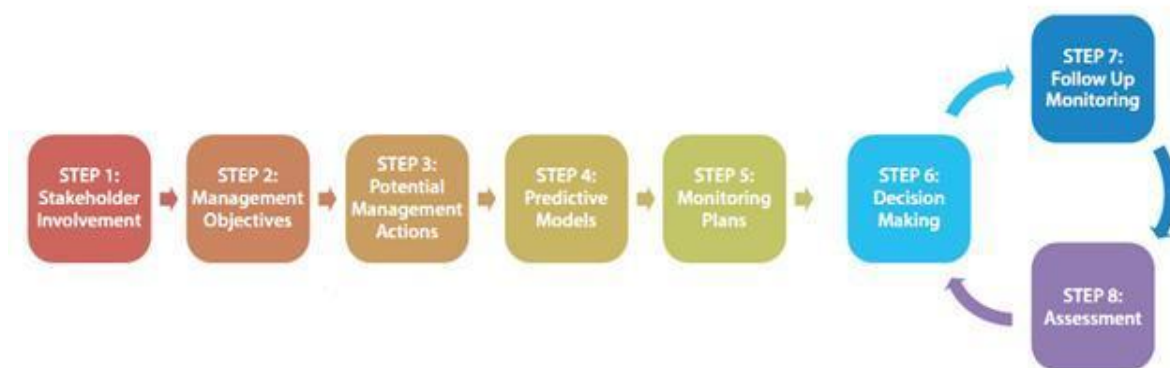 STEP 1:
Stakeholder
Involvement
STEP 2:
Management
Objectives
STEP 3:
Potential
Management
Actions
STEP 4:
Predictive
Models
STEP 5:
Monitoring
Plans
STEP 6:
Decision
Making
STEP 7:
Follow Up
Monitoring
STEP 8:
Assessment